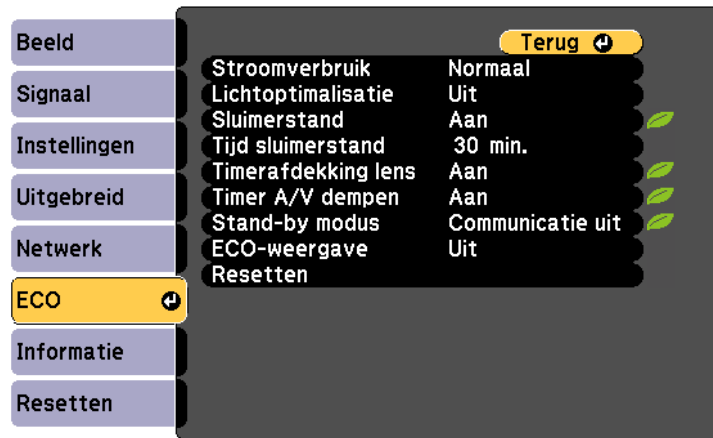 Beeld
Signaal
Instellingen
Uitgebreid
Netwerk
ECO
Informatie
Resetten
Terug
Stroomverbruik Normaal
Lichtoptimalisatie Uit
Sluimerstand Aan
Tijd sluimerstand 30 min.
Timerafdekking lens Aan
Timer A/V dempen Aan
Stand-by modus Communicatie uit
ECO-weergave Uit
Resetten